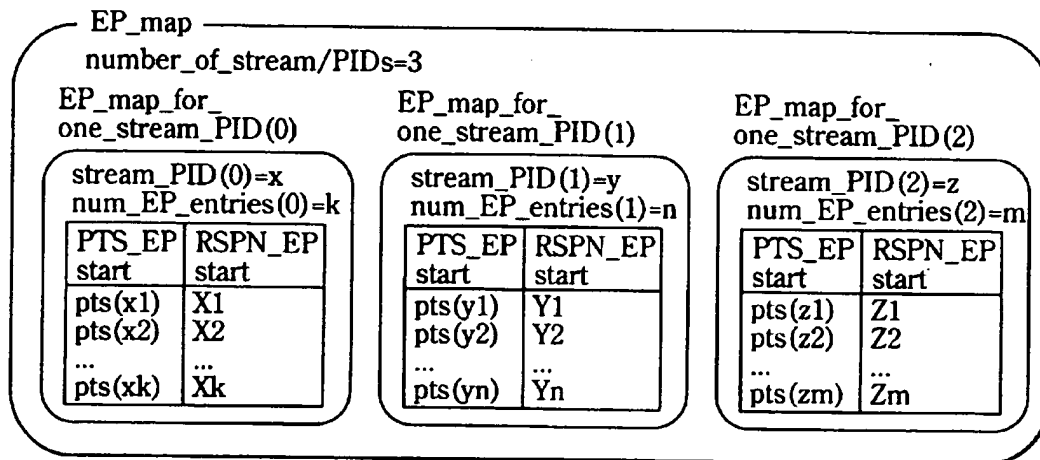 EP_map
number_of_stream/PIDs=3
EP_map_for_
one_stream_PID(0)
stream_PID(0)=x
num_EP_entries(0)=k
PTS_EP RSPN_EP
start start
pts(x1) X1
pts(x2) X2
... ...
pts(xk) Xk
EP_map_for_
one_stream_PID(1)
stream_PID(1)=y
num_EP_entries(1)=n
PTS_EP RSPN_EP
start start
pts(y1) Y1
pts(y2) Y2
... ...
pts(yn) Yn
EP_map_for_
one_stream_PID(2)
stream_PID(2)=z
num_EP_entries(2)=m
PTS_EP RSPN_EP
start start
pts(z1) Z1
pts(z2) Z2
... ...
pts(zm) Zm